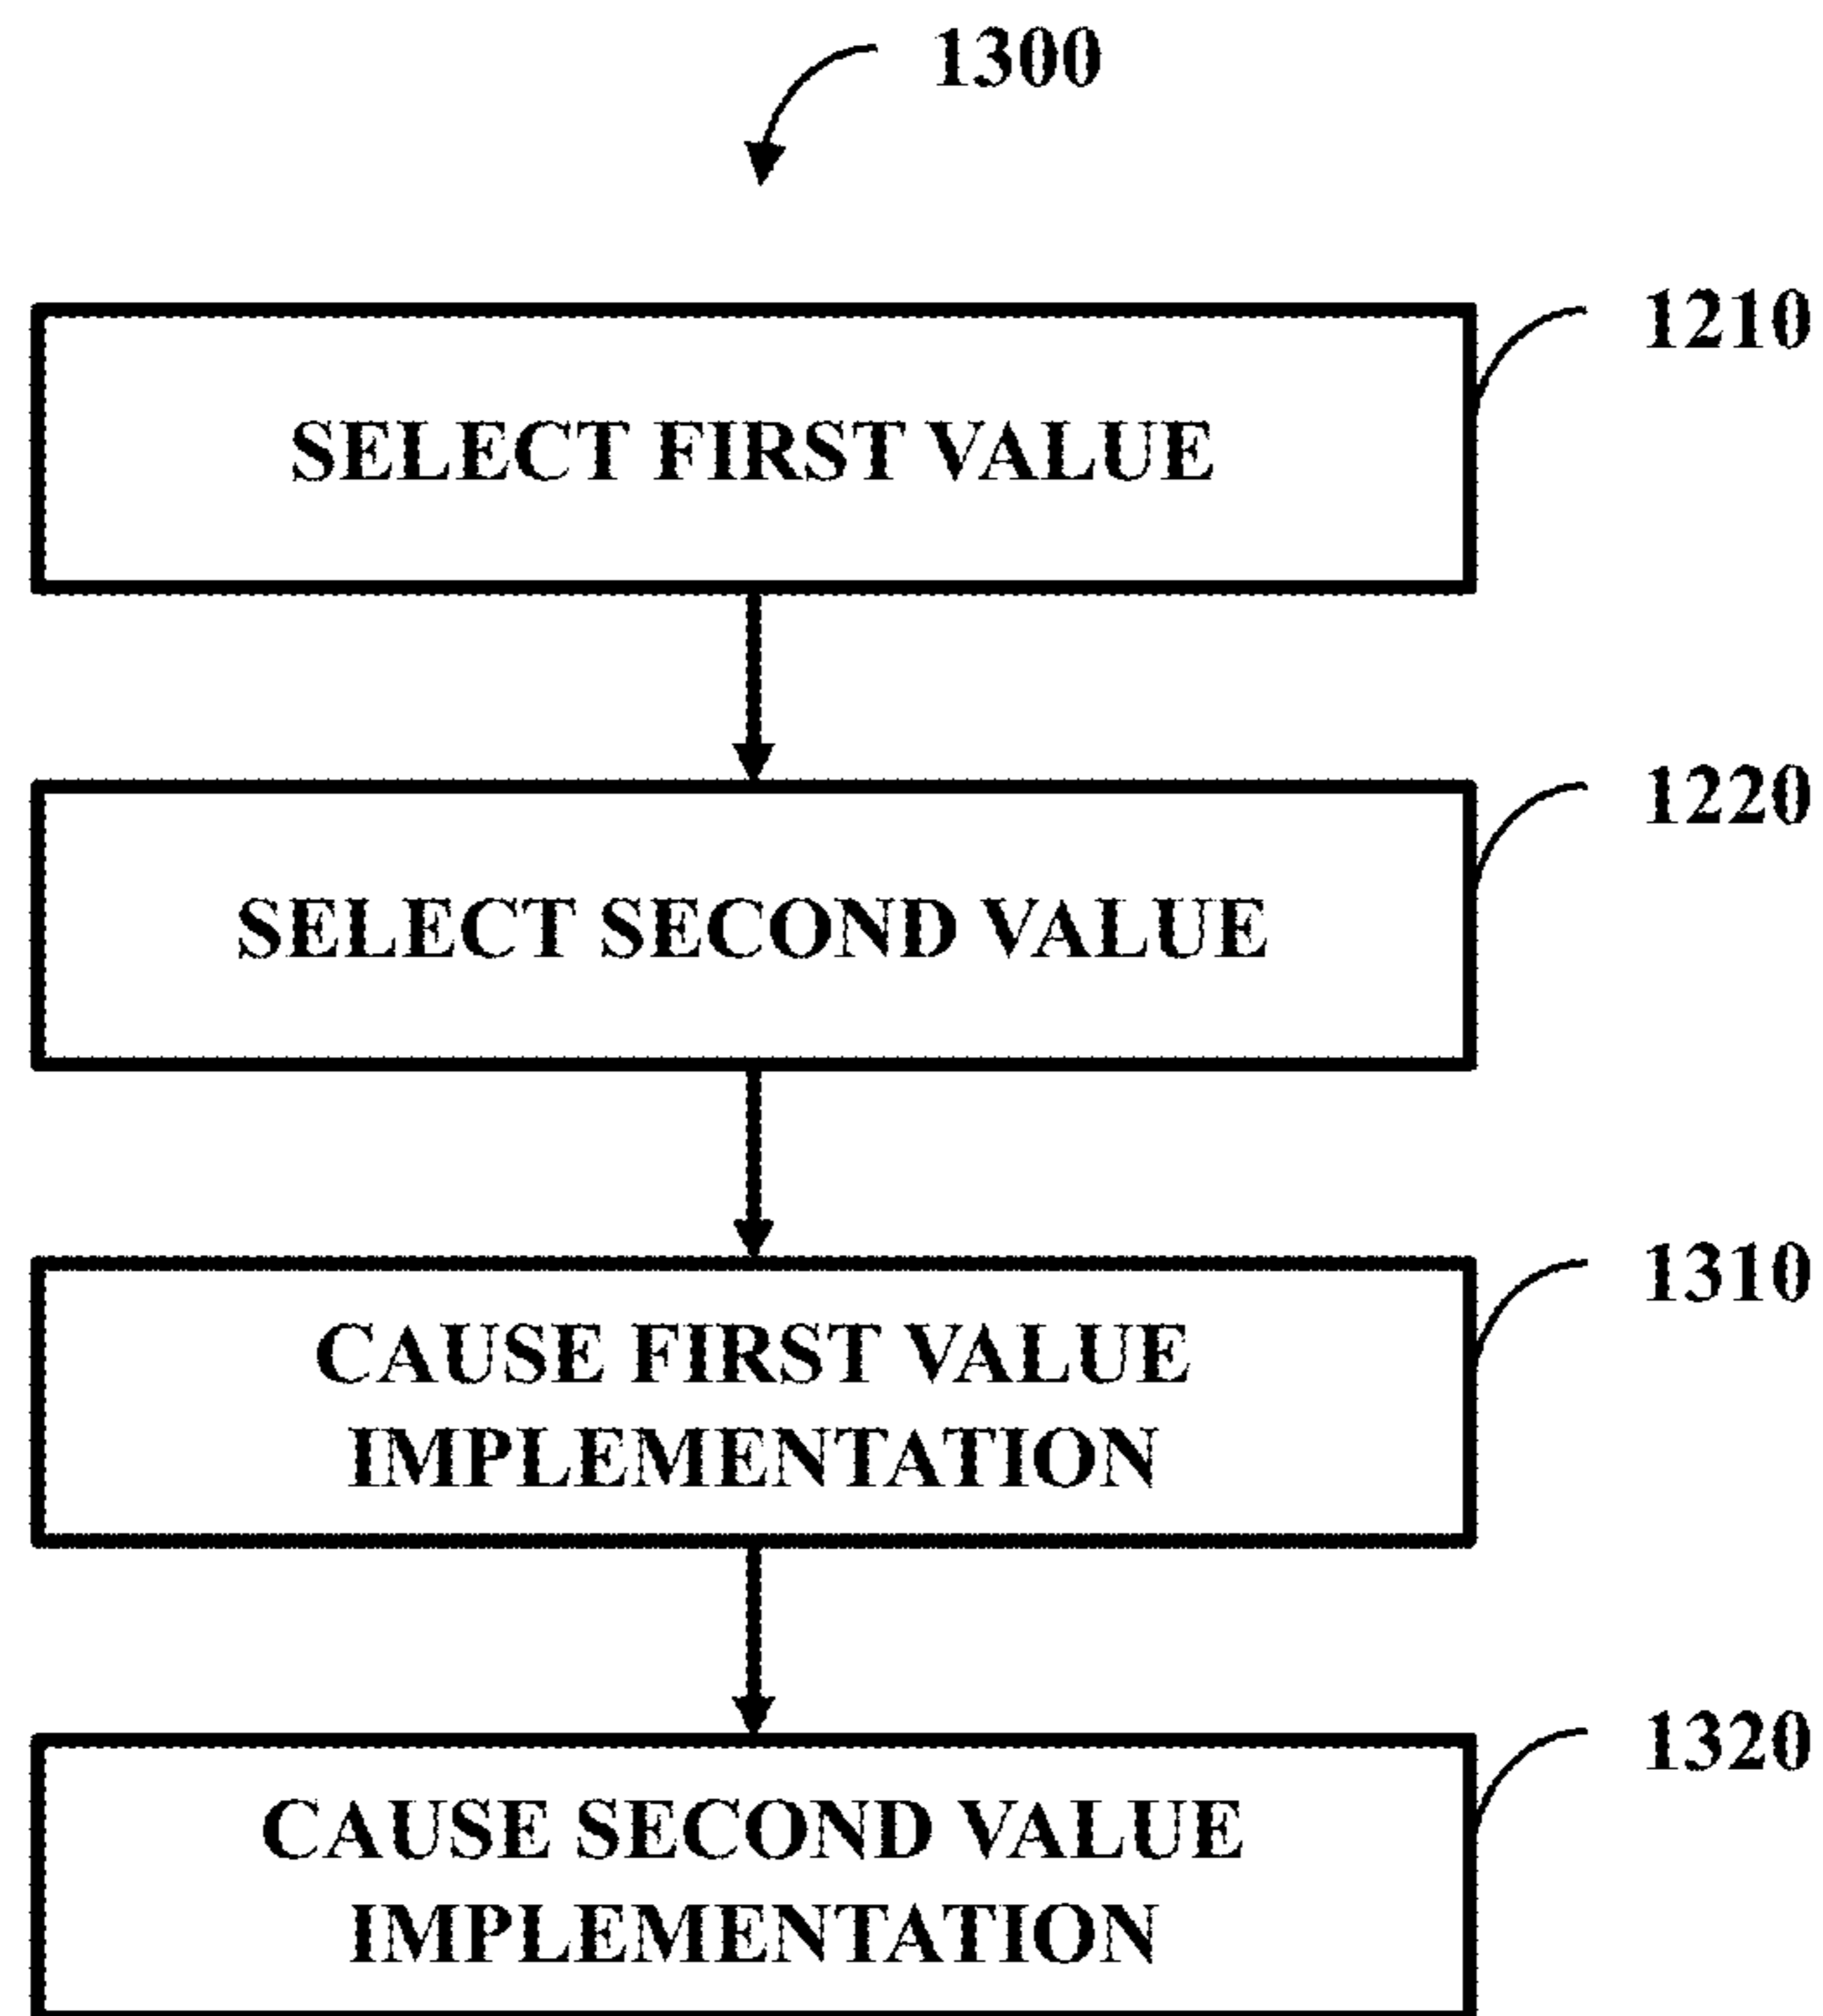 1300
1210
SELECT FIRST VALUE
1220
SELECT SECOND VALUE
1310
CAUSE FIRST VALUE
IMPLEMENTATION
1320
CAUSE SECOND VALUE
IMPLEMENTATION